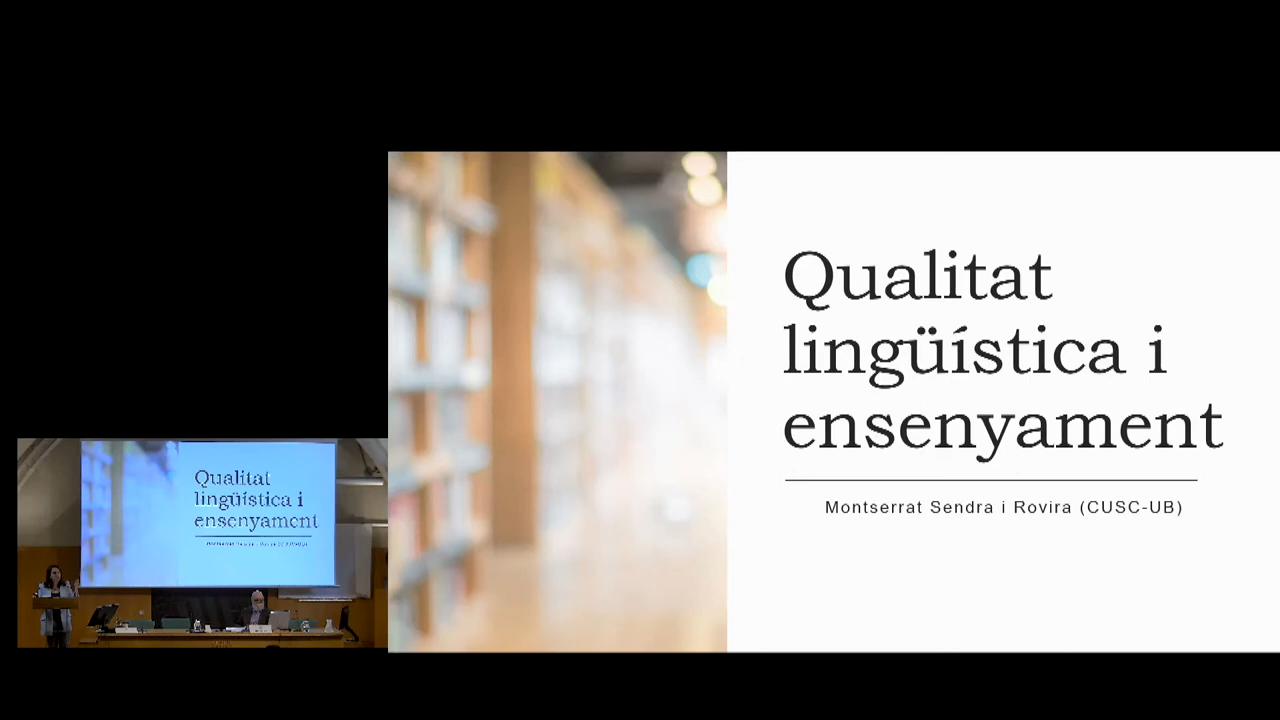 Qualitat
lingüística i
ensenyament
Montserrat Sendra i Rovira (CUSC-UB)
Qualitat
lingüística i
ensenyament